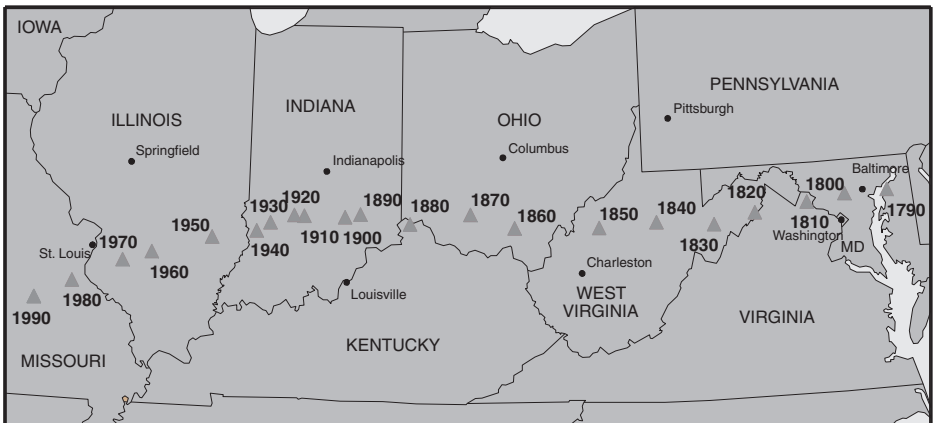 IOWA
PENNSYLVANIA
INDIANA
Pittsburgh
ILLINOIS
OHIO
Springfield
Columbus
Indianapolis
Baltimore
1930
1920
1890
1880
1870
1860
1850
1840
1830
1820
1800
1810
1790
1950
1940
1910
1900
Washington
MD
St. Louis
1970
1960
Charleston
1980
Louisville
WEST
VIRGINIA
1990
VIRGINIA
KENTUCKY
MISSOURI